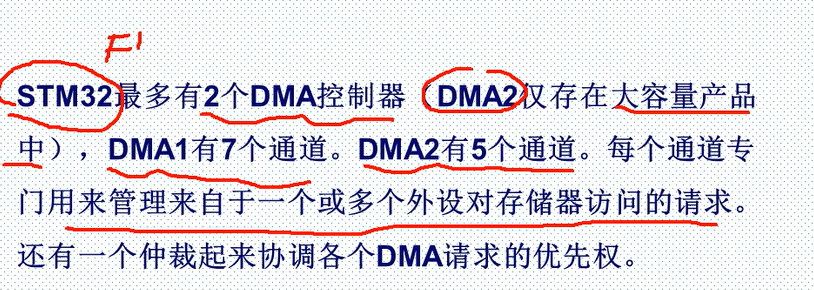 F1
STM32最多有2个DMA控制器（DMA2仅存在大容量产品
中），DMA1有7个通道。DMA2有5个通道。每个通道专
门用来管理来自于一个或多个外设对存储器访问的请求。
还有一个仲裁起来协调各个DMA请求的优先权。